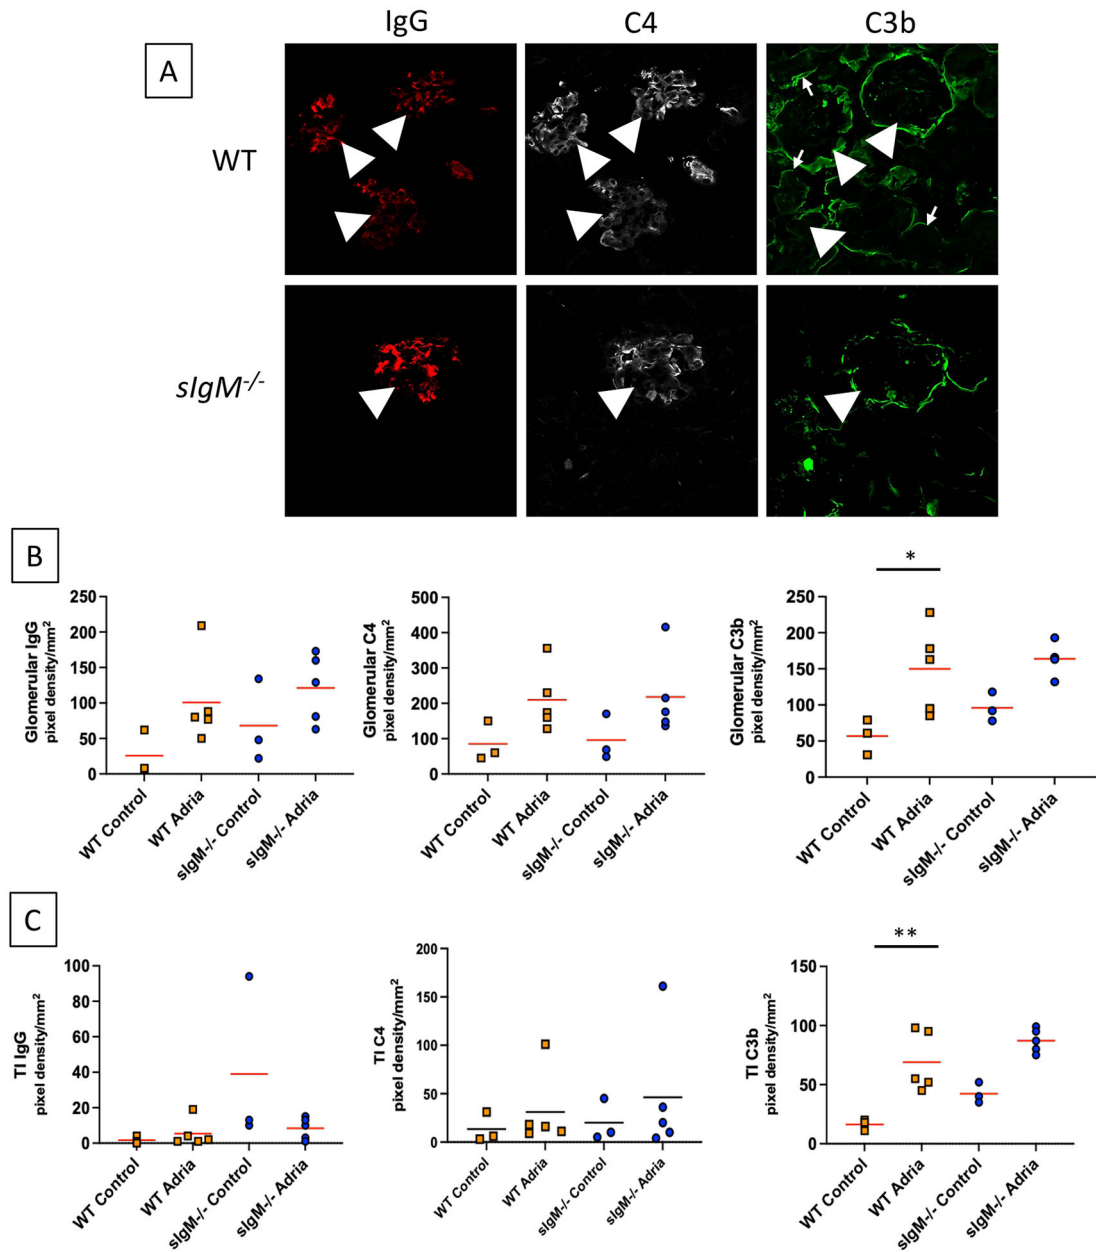 IgG
C4
C3b
A
WT
sIgM-/-
B
*
Glomerular IgG
pixel density/mm²
250
200
150
100
50
0
WT Control
WT Adria
sIgM-/- Control
sIgM-/- Adria
Glomerular C4
pixel density/mm²
500
400
300
200
100
0
WT Control
WT Adria
sIgM-/- Control
sIgM-/- Adria
Glomerular C3b
pixel density/mm²
250
200
150
100
50
0
WT Control
WT Adria
sIgM-/- Control
sIgM-/- Adria
C
**
TI IgG
pixel density/mm²
100
80
60
40
20
0
WT Control
WT Adria
sIgM-/- Control
sIgM-/- Adria
TI C4
pixel density/mm²
200
150
100
50
0
WT Control
WT Adria
sIgM-/- Control
sIgM-/- Adria
TI C3b
pixel density/mm²
150
100
50
0
WT Control
WT Adria
sIgM-/- Control
sIgM-/- Adria